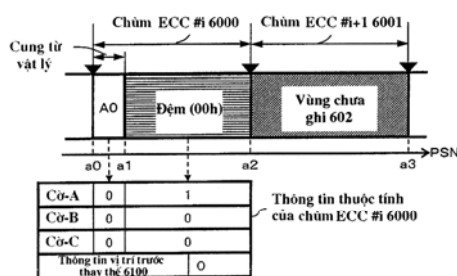 Chùm ECC #i 6000
Chùm ECC #i+1 6001
Cung từ
vật lý
A0
Đệm (00h)
Vùng chưa
ghi 602
a0 a1 a2 a3 PSN
Cờ-A 0 1
Cờ-B 0 0
Cờ-C 0 0
Thông tin vị trí trước
thay thế 6100 0
Thông tin thuộc tính
của chùm ECC #i 6000